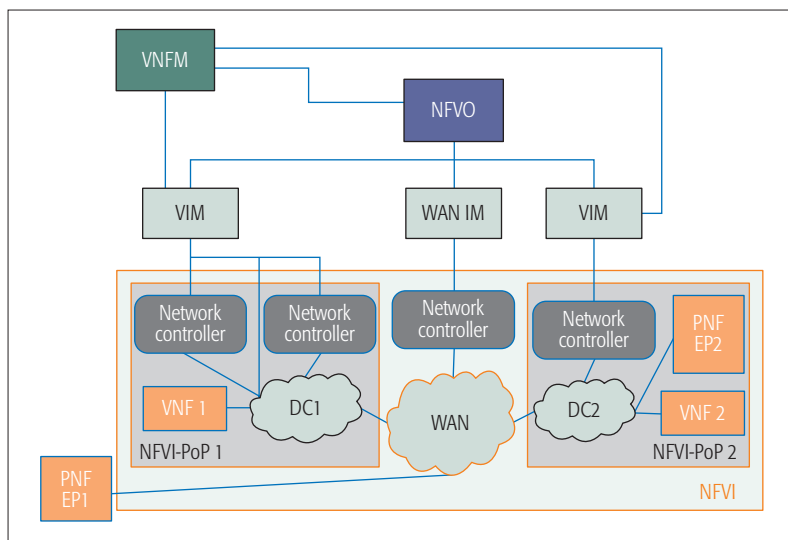 VNFM
NFVO
VIM
WAN IM
VIM
Network
controller
Network
controller
Network
controller
Network
controller
PNF
EP2
VNF 1
DC1
WAN
DC2
VNF 2
NFVI-PoP 1
NFVI-PoP 2
PNF
EP1
NFVI